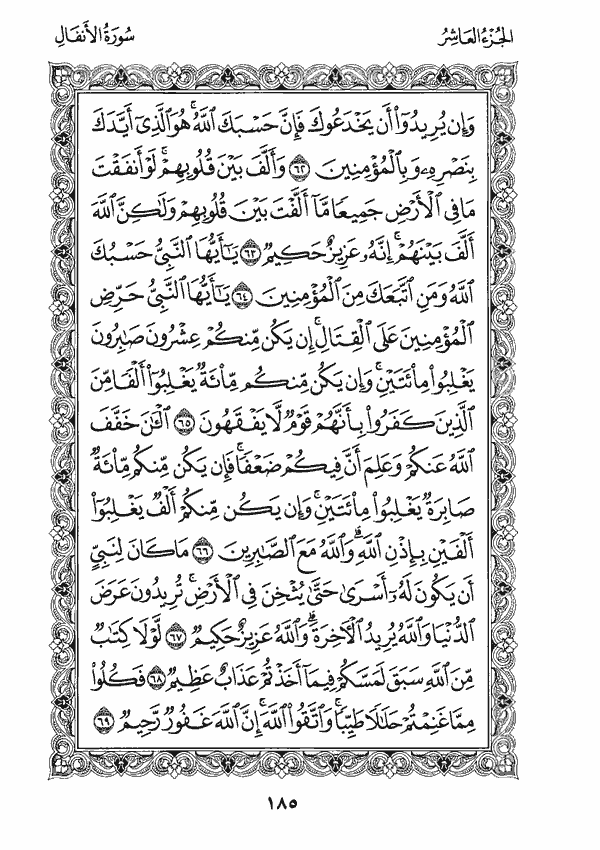 الجزء العاشر
سورة الأنفال
وَإِن يُرِيدُوٓا۟ أَن يَخْدَعُوكَ فَإِنَّ حَسْبَكَ ٱللَّهُ ۚ هُوَ ٱلَّذِىٓ أَيَّدَكَ
بِنَصْرِهِۦ وَبِٱلْمُؤْمِنِينَ ٦٢ وَأَلَّفَ بَيْنَ قُلُوبِهِمْ ۚ لَوْ أَنفَقْتَ
مَا فِى ٱلْأَرْضِ جَمِيعًا مَّآ أَلَّفْتَ بَيْنَ قُلُوبِهِمْ وَلَـٰكِنَّ ٱللَّهَ
أَلَّفَ بَيْنَهُمْ ۚ إِنَّهُۥ عَزِيزٌ حَكِيمٌ ٦٣ يَـٰٓأَيُّهَا ٱلنَّبِىُّ حَسْبُكَ
ٱللَّهُ وَمَنِ ٱتَّبَعَكَ مِنَ ٱلْمُؤْمِنِينَ ٦٤ يَـٰٓأَيُّهَا ٱلنَّبِىُّ حَرِّضِ
ٱلْمُؤْمِنِينَ عَلَى ٱلْقِتَالِ ۚ إِن يَكُن مِّنكُمْ عِشْرُونَ صَـٰبِرُونَ
يَغْلِبُوا۟ مِا۟ئَتَيْنِ ۚ وَإِن يَكُن مِّنكُم مِّا۟ئَةٌ يَغْلِبُوٓا۟ أَلْفًا مِّنَ
ٱلَّذِينَ كَفَرُوا۟ بِأَنَّهُمْ قَوْمٌ لَّا يَفْقَهُونَ ٦٥ ٱلْـَٔـٰنَ خَفَّفَ
ٱللَّهُ عَنكُمْ وَعَلِمَ أَنَّ فِيكُمْ ضَعْفًا ۚ فَإِن يَكُن مِّنكُم مِّا۟ئَةٌ
صَابِرَةٌ يَغْلِبُوا۟ مِا۟ئَتَيْنِ ۚ وَإِن يَكُن مِّنكُمْ أَلْفٌ يَغْلِبُوٓا۟
أَلْفَيْنِ بِإِذْنِ ٱللَّهِ ۗ وَٱللَّهُ مَعَ ٱلصَّـٰبِرِينَ ٦٦ مَا كَانَ لِنَبِىٍّ
أَن يَكُونَ لَهُۥٓ أَسْرَىٰ حَتَّىٰ يُثْخِنَ فِى ٱلْأَرْضِ ۚ تُرِيدُونَ عَرَضَ
ٱلدُّنْيَا وَٱللَّهُ يُرِيدُ ٱلْـَٔاخِرَةَ ۗ وَٱللَّهُ عَزِيزٌ حَكِيمٌ ٦٧ لَّوْلَا كِتَـٰبٌ
مِّنَ ٱللَّهِ سَبَقَ لَمَسَّكُمْ فِيمَآ أَخَذْتُمْ عَذَابٌ عَظِيمٌ ٦٨ فَكُلُوا۟
مِمَّا غَنِمْتُمْ حَلَـٰلًا طَيِّبًا ۚ وَٱتَّقُوا۟ ٱللَّهَ ۚ إِنَّ ٱللَّهَ غَفُورٌ رَّحِيمٌ ٦٩
١٨٥